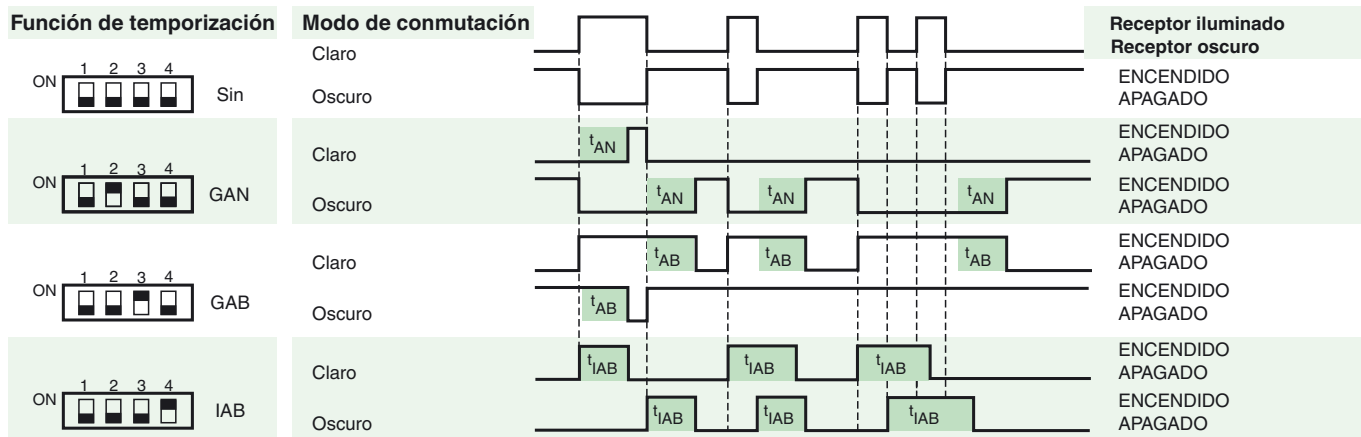 Función de temporización Modo de conmutación Receptor iluminado
Receptor oscuro
Claro
ON 1 2 3 4 Sin
Oscuro
ENCENDIDO
APAGADO
ON 1 2 3 4 GAN
Claro tAN ENCENDIDO
APAGADO
Oscuro tAN tAN tAN ENCENDIDO
APAGADO
ON 1 2 3 4 GAB
Claro tAB tAB tAB ENCENDIDO
APAGADO
Oscuro tAB ENCENDIDO
APAGADO
ON 1 2 3 4 IAB
Claro tIAB tIAB tIAB ENCENDIDO
APAGADO
Oscuro tIAB tIAB tIAB ENCENDIDO
APAGADO